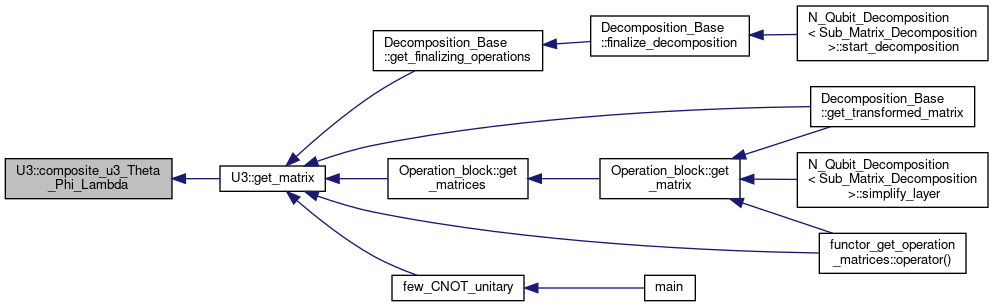 U3::composite_u3_Theta
_Phi_Lambda
U3::get_matrix
Decomposition_Base
::get_finalizing_operations
Decomposition_Base
::finalize_decomposition
N_Qubit_Decomposition
< Sub_Matrix_Decomposition
>::start_decomposition
Decomposition_Base
::get_transformed_matrix
Operation_block::get
_matrices
Operation_block::get
_matrix
N_Qubit_Decomposition
< Sub_Matrix_Decomposition
>::simplify_layer
functor_get_operation
_matrices::operator()
few_CNOT_unitary
main